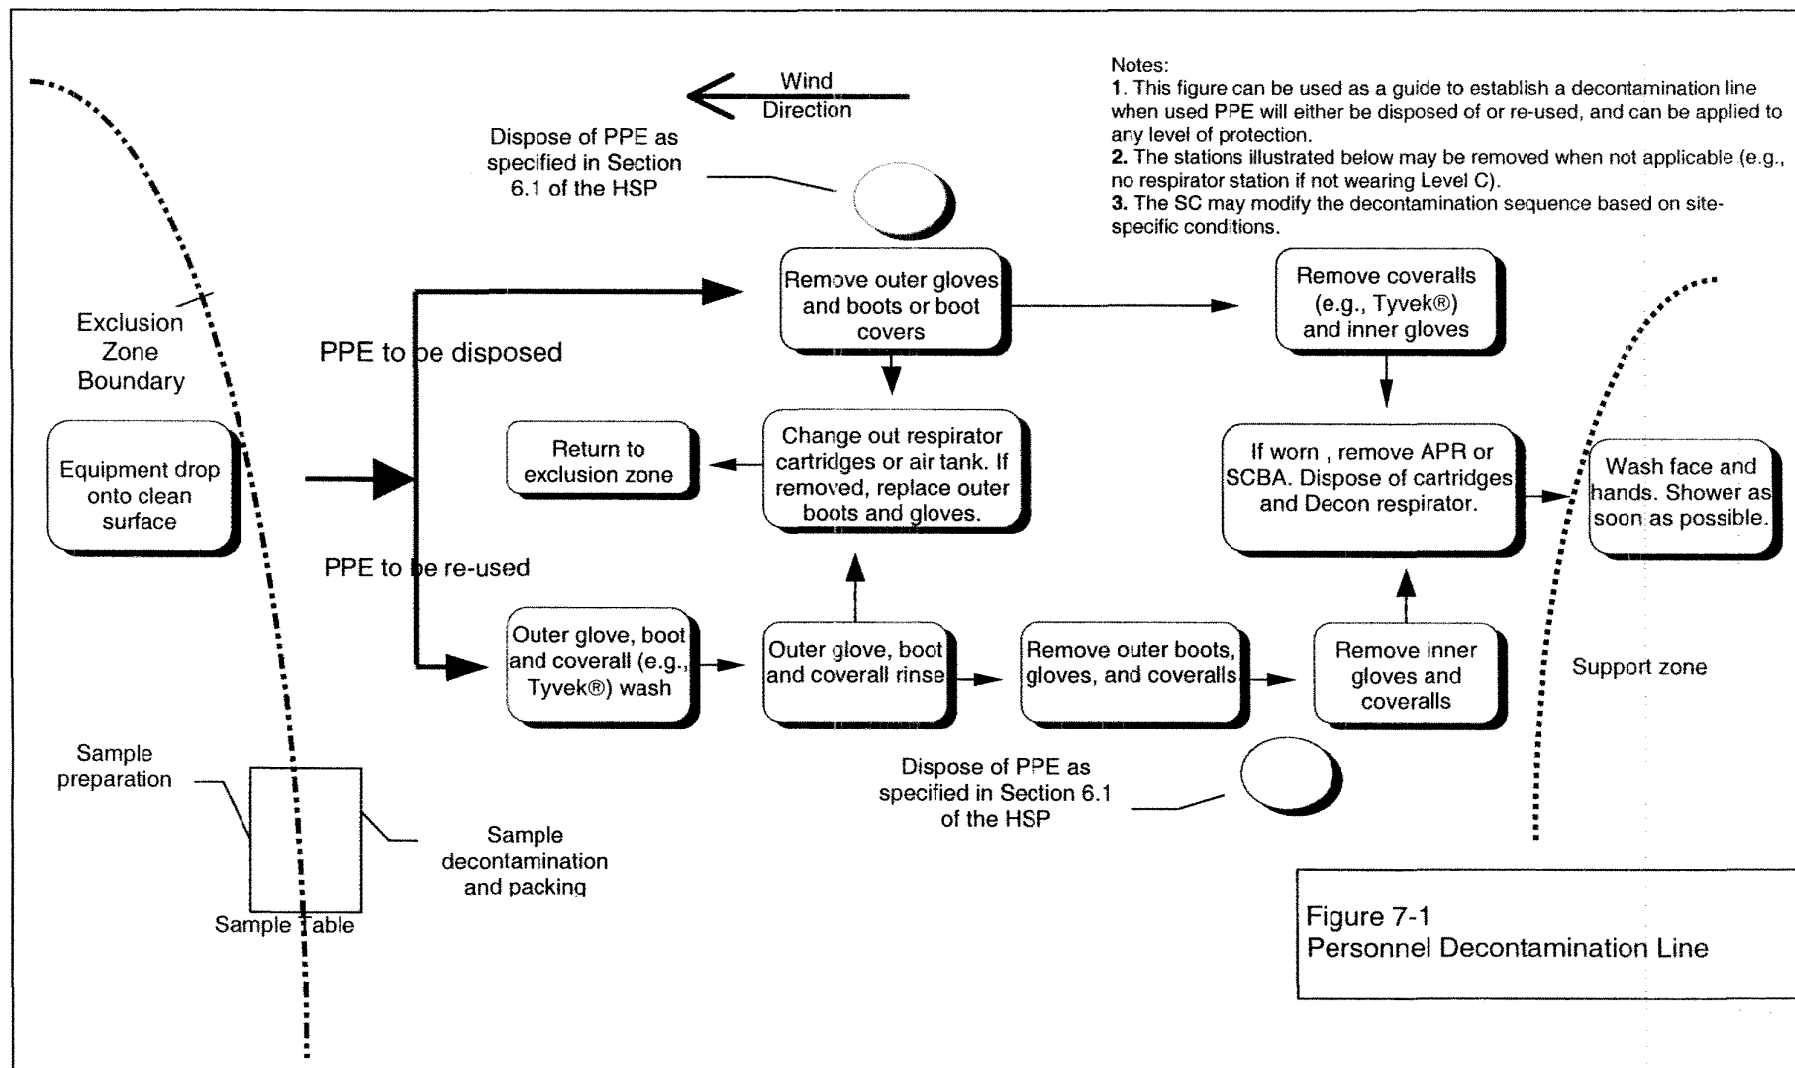 Wind
Direction
Notes:
1. This figure can be used as a guide to establish a decontamination line
when used PPE will either be disposed of or re-used, and can be applied to
any level of protection.
2. The stations illustrated below may be removed when not applicable (e.g.,
no respirator station if not wearing Level C).
3. The SC may modify the decontamination sequence based on site-
specific conditions.
Dispose of PPE as
specified in Section
6.1 of the HSP
Remove outer gloves
and boots or boot
covers
Remove coveralls
(e.g., Tyvek®)
and inner gloves
Exclusion
Zone
Boundary
PPE to be disposed
Equipment drop
onto clean
surface
Return to
exclusion zone
Change out respirator
cartridges or air tank. If
removed, replace outer
boots and gloves.
If worn , remove APR or
SCBA. Dispose of cartridges
and Decon respirator.
Wash face and
hands. Shower as
soon as possible.
PPE to be re-used
Outer glove, boot
and coverall (e.g.,
Tyvek®) wash
Outer glove, boot
and coverall rinse
Remove outer boots,
gloves, and coveralls
Remove inner
gloves and
coveralls
Support zone
Sample
preparation
Sample
decontamination
and packing
Sample Table
Dispose of PPE as
specified in Section 6.1
of the HSP
Figure 7-1
Personnel Decontamination Line